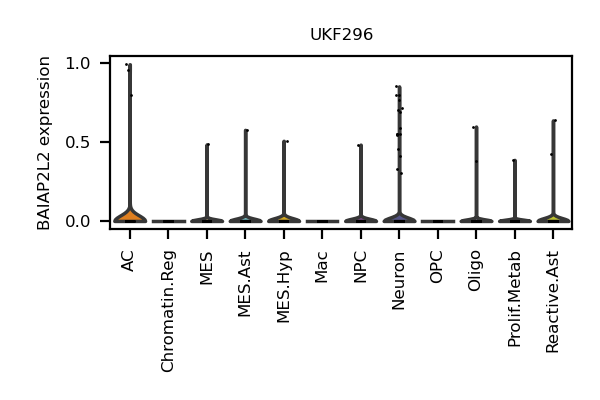 UKF296
BAIAP2L2 expression
1.0
0.5
0.0
AC
Chromatin.Reg
MES
MES.Ast
MES.Hyp
Mac
NPC
Neuron
OPC
Oligo
Prolif.Metab
Reactive.Ast